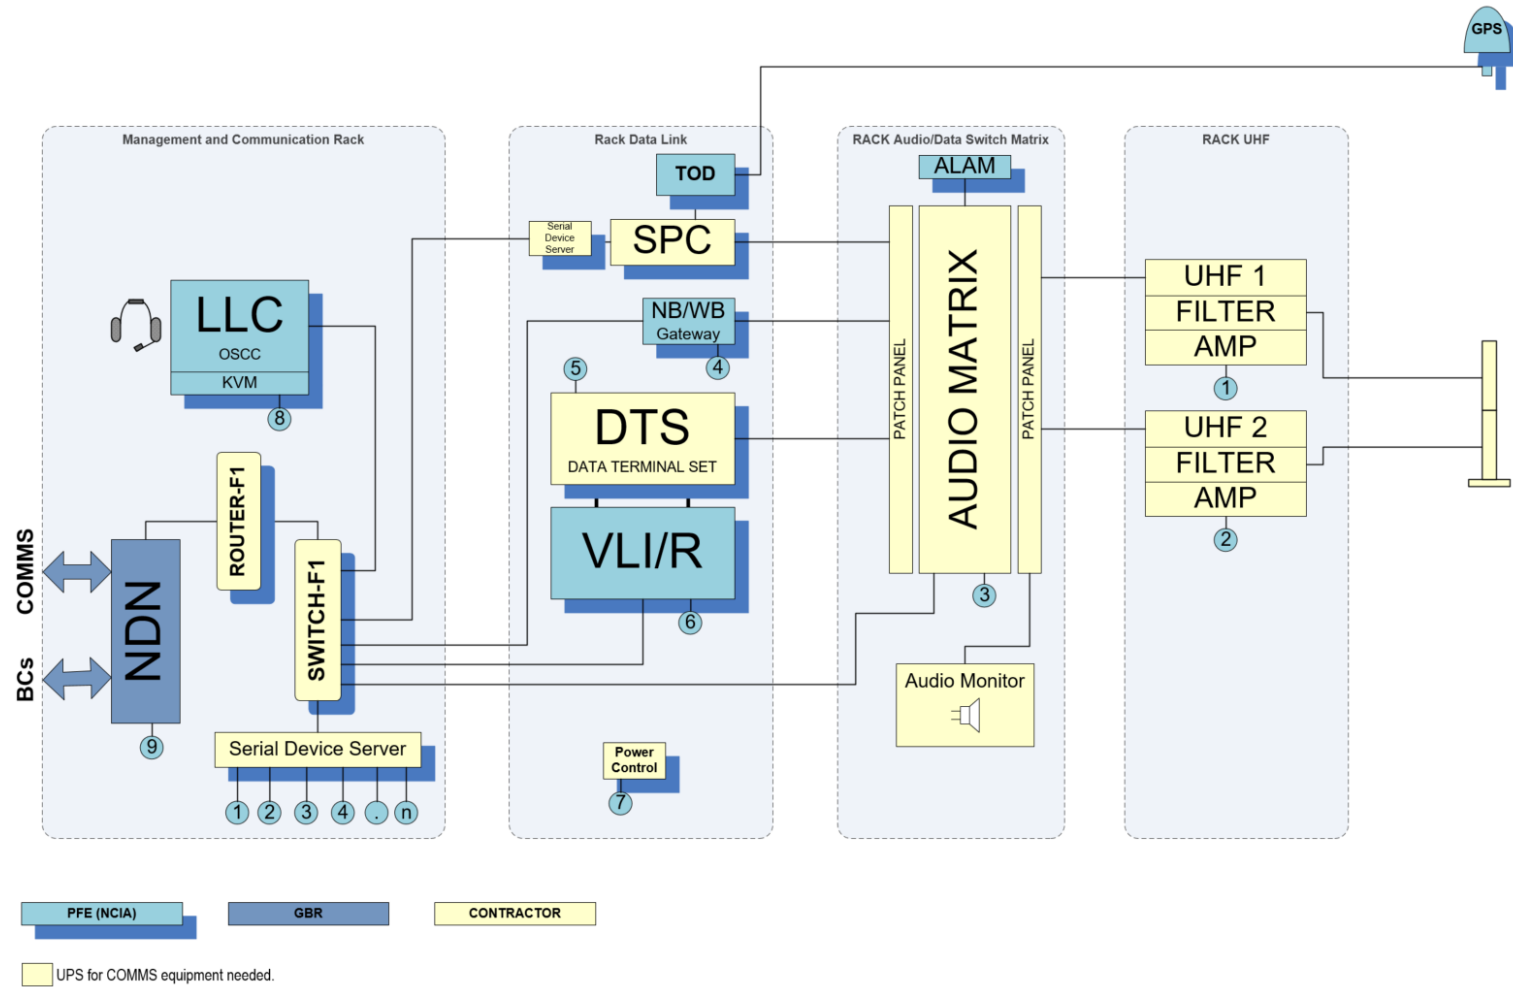 GPS
Management and Communication Rack
LLC
OSCC
KVM
8
ROUTER-F1
SWITCH-F1
COMMS
BCs
NDN
9
Serial Device Server
1
2
3
4
.
n
Rack Data Link
TOD
Serial
Device
Server
SPC
NB/WB
Gateway
4
5
DTS
DATA TERMINAL SET
VLI/R
6
Power
Control
7
RACK Audio/Data Switch Matrix
ALAM
PATCH PANEL
AUDIO MATRIX
PATCH PANEL
3
Audio Monitor
RACK UHF
UHF 1
FILTER
AMP
1
UHF 2
FILTER
AMP
2
PFE (NCIA)
GBR
CONTRACTOR
UPS for COMMS equipment needed.